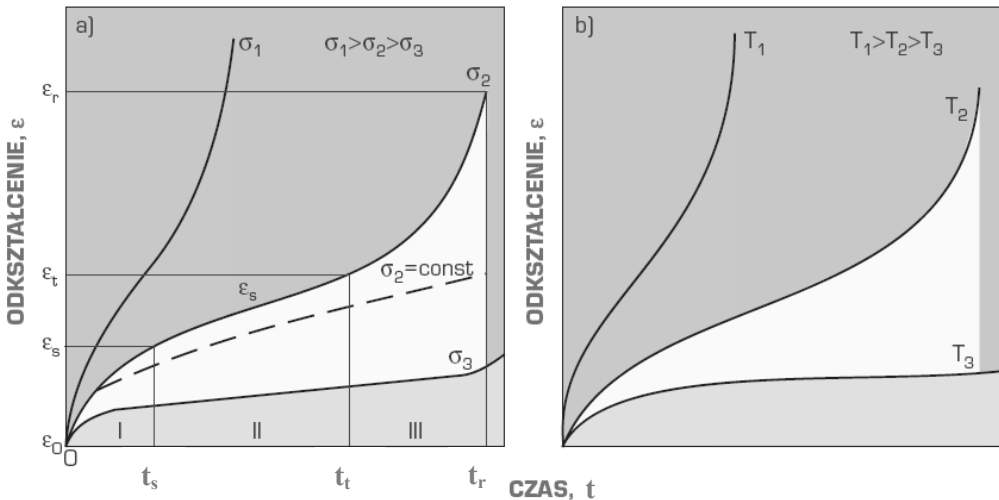 a)
σ₁
σ₁>σ₂>σ₃
σ₂
εᵣ
εₜ
εₛ
σ₂=const
εₛ
σ₃
ε₀
I
II
III
0
tₛ
tₜ
tᵣ
ODKSZTAŁCENIE, ε
b)
T₁
T₁>T₂>T₃
T₂
T₃
ODKSZTAŁCENIE, ε
CZAS, t